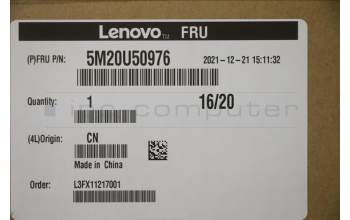 Lenovo FRU
(P)FRU P/N: 5M20U50976 2021-12-21 15:11:32
Quantity: 1 16/20
(4L)Origin: CN
Made in China
Order: L3FX11217001